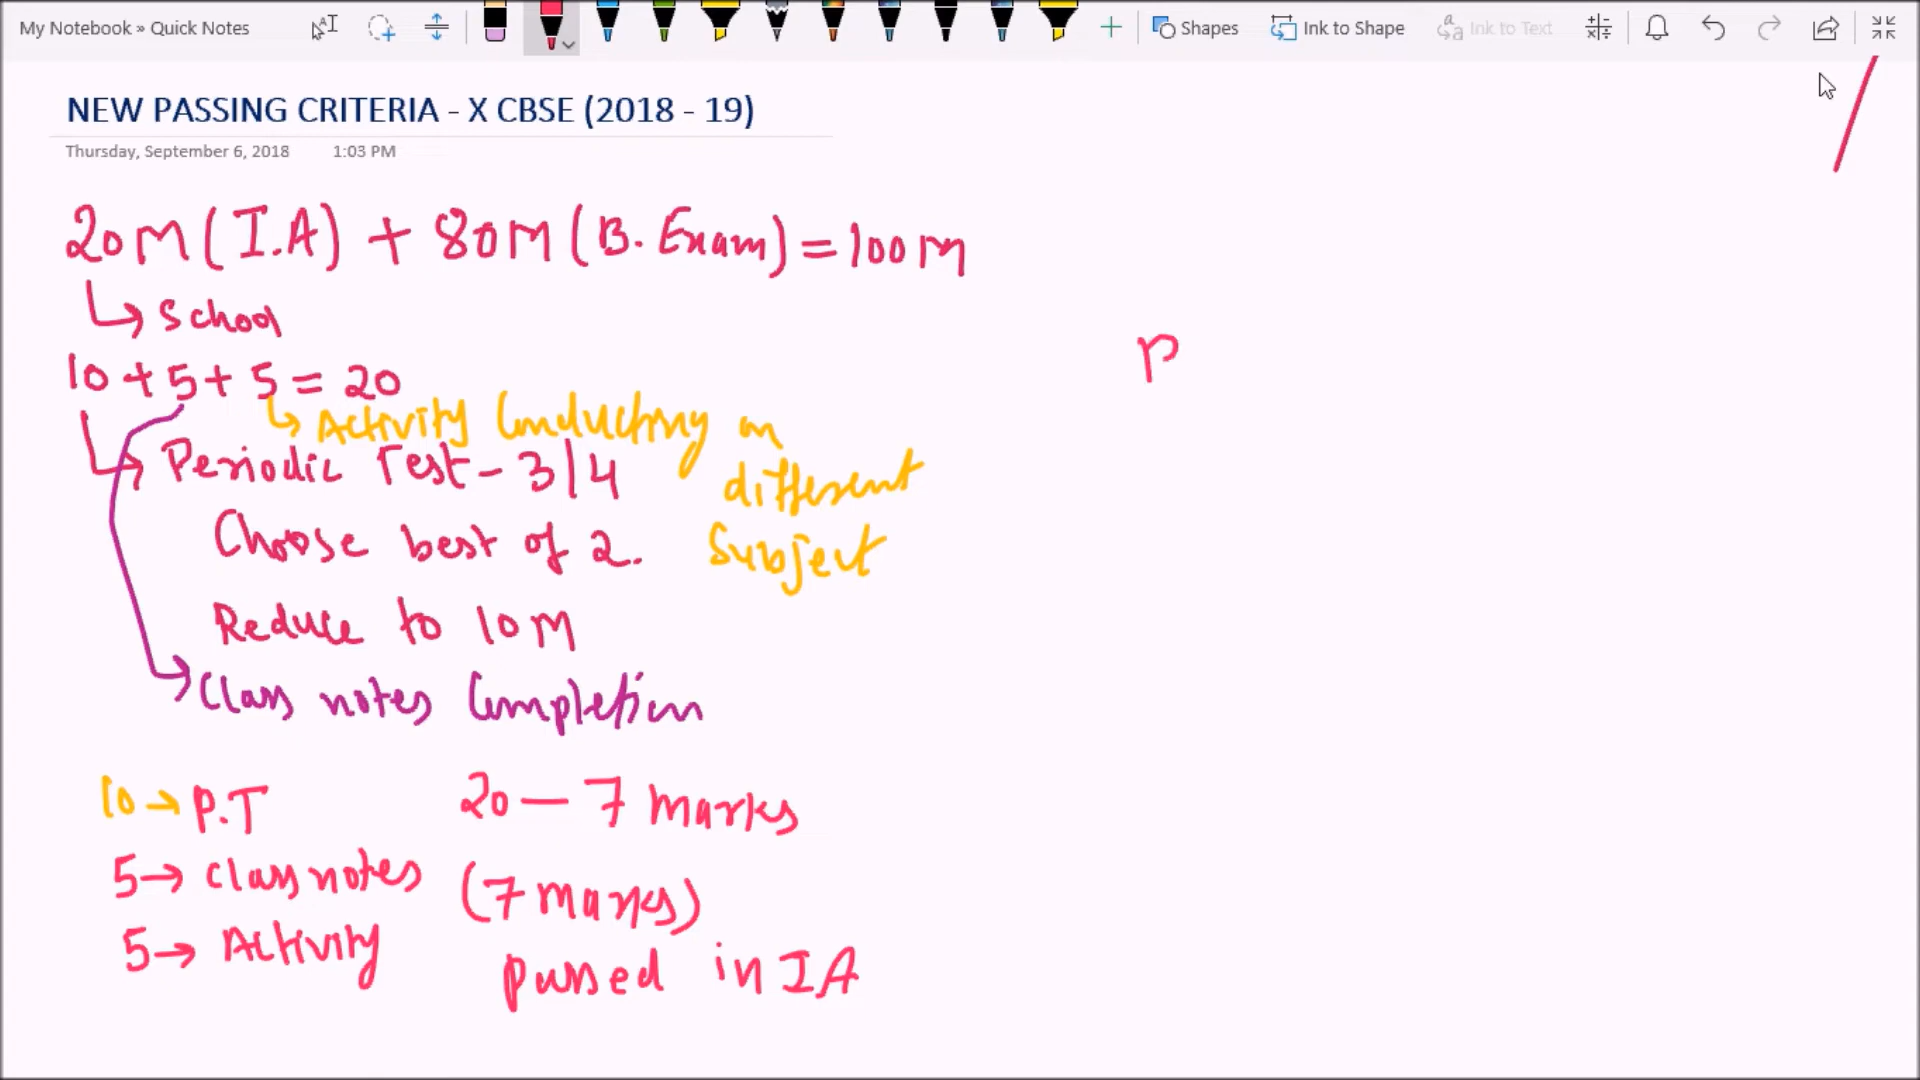 My Notebook » Quick Notes
Shapes
Ink to Shape
Ink to Text
NEW PASSING CRITERIA - X CBSE (2018 - 19)
Thursday, September 6, 2018 1:03 PM
20M (I.A) + 80M (B. Exam) = 100M
↳ School
10 + 5 + 5 = 20
↳ Activity Conducting on
different
Subject
↳ Periodic Test - 3/4
Choose best of 2.
Reduce to 10M
Class notes Completion
10 → P.T
5 → Class notes
5 → Activity
20 — 7 marks
(7 marks)
passed in IA
P